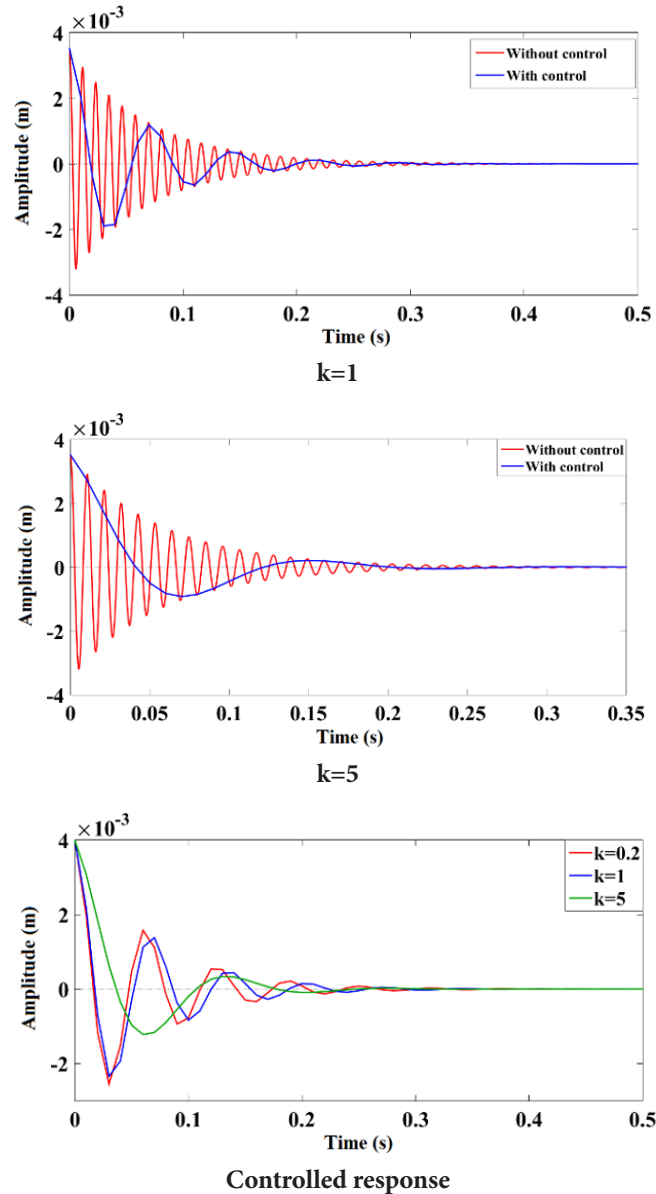 ×10⁻³
4
2
0
-2
-4
Amplitude (m)
Without control
With control
0 0.1 0.2 0.3 0.4 0.5
Time (s)
k=1
×10⁻³
4
2
0
-2
-4
Amplitude (m)
Without control
With control
0 0.05 0.1 0.15 0.2 0.25 0.3 0.35
Time (s)
k=5
×10⁻³
4
2
0
-2
Amplitude (m)
k=0.2
k=1
k=5
0 0.1 0.2 0.3 0.4 0.5
Time (s)
Controlled response